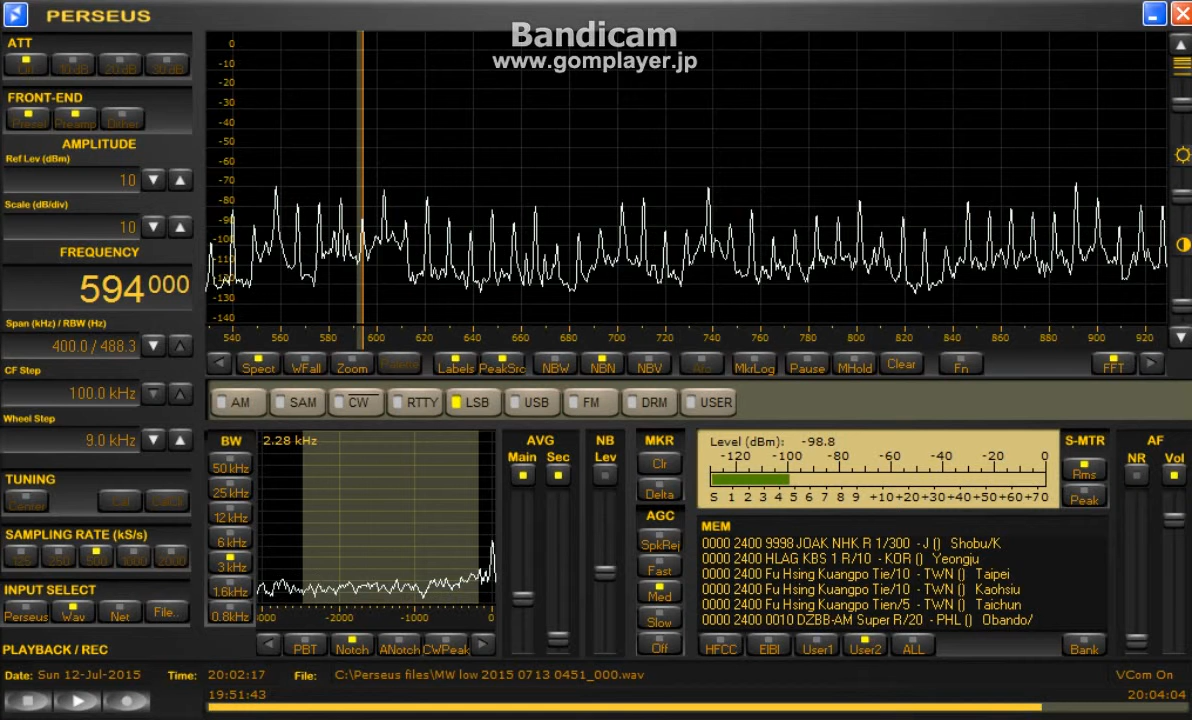 PERSEUS
Bandicam
www.gomplayer.jp
ATT
On 10 dB 20 dB 30 dB
FRONT-END
Presel Preamp Dither
AMPLITUDE
Ref Lev (dBm)
10
Scale (dB/div)
10
FREQUENCY
594000
Span (kHz) / RBW (Hz)
400.0 / 488.3
CF Step
100.0 kHz
Wheel Step
9.0 kHz
TUNING
Center Cal
SAMPLING RATE (kS/s)
125 250 500 1000 2000
INPUT SELECT
Perseus Wav Net File..
PLAYBACK / REC
0
-10
-20
-30
-40
-50
-60
-70
-80
-90
-100
-110
-120
-130
-140
540 560 580 600 620 640 660 680 700 720 740 760 780 800 820 840 860 880 900 920
Spect WFall Zoom Labels PeakSrc NBW NBN NBV MkrLog Pause MHold Clear Fn FFT
AM SAM CW RTTY LSB USB FM DRM USER
BW
50kHz
25 kHz
12 kHz
6 kHz
3 kHz
1.6kHz
0.8kHz
2.28 kHz
-2000 -1000 0
PBT Notch ANotch CWPeak
AVG
Main Sec
NB
Lev
MKR
Clr
Delta
AGC
SpkRej
Fast
Med
Slow
Off
Level (dBm): -98.8
-120 -100 -80 -60 -40 -20 0
S 1 2 3 4 5 6 7 8 9 +10+20+30+40+50+60+70
S-MTR
Rms
Peak
AF
NR Vol
MEM
0000 2400 9998 JOAK NHK R 1/300 - J () Shobu/K
0000 2400 HLAG KBS 1 R/10 - KOR () Yeongju
0000 2400 Fu Hsing Kuangpo Tie/10 - TWN () Taipei
0000 2400 Fu Hsing Kuangpo Tie/10 - TWN () Kaohsiu
0000 2400 Fu Hsing Kuangpo Tien/5 - TWN () Taichun
0000 2400 0010 DZBB-AM Super R/20 - PHL () Obando/
HFCC EIBI User1 User2 ALL Bank
Date: Sun 12-Jul-2015 Time: 20:02:17 File: C:\Perseus files\MW low 2015 0713 0451_000.wav VCom On
19:51:43 20:04:04